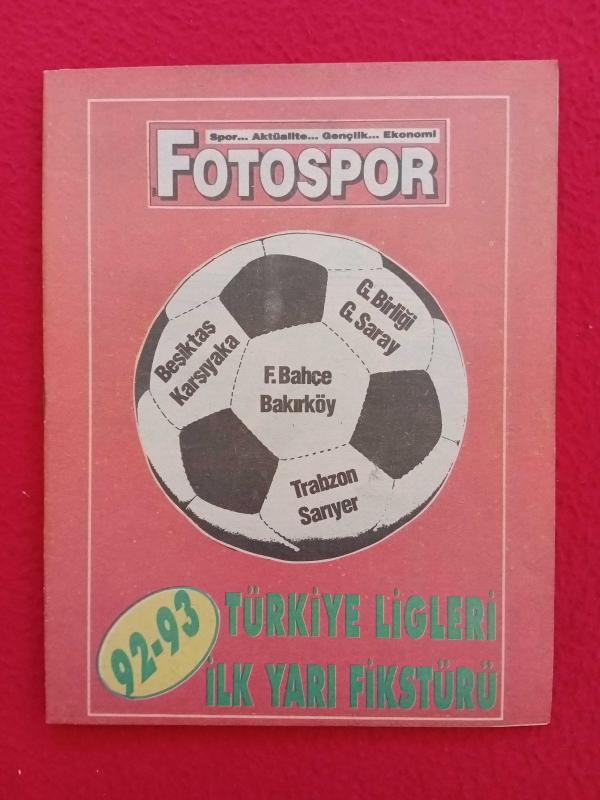 Spor... Aktüalite... Gençlik... Ekonomi
FOTOSPOR
G. Birliği
G. Saray
Beşiktaş
Karşıyaka
F. Bahçe
Bakırköy
Trabzon
Sarıyer
92-93
TÜRKİYE LİGLERİ
İLK YARI FİKSTÜRÜ